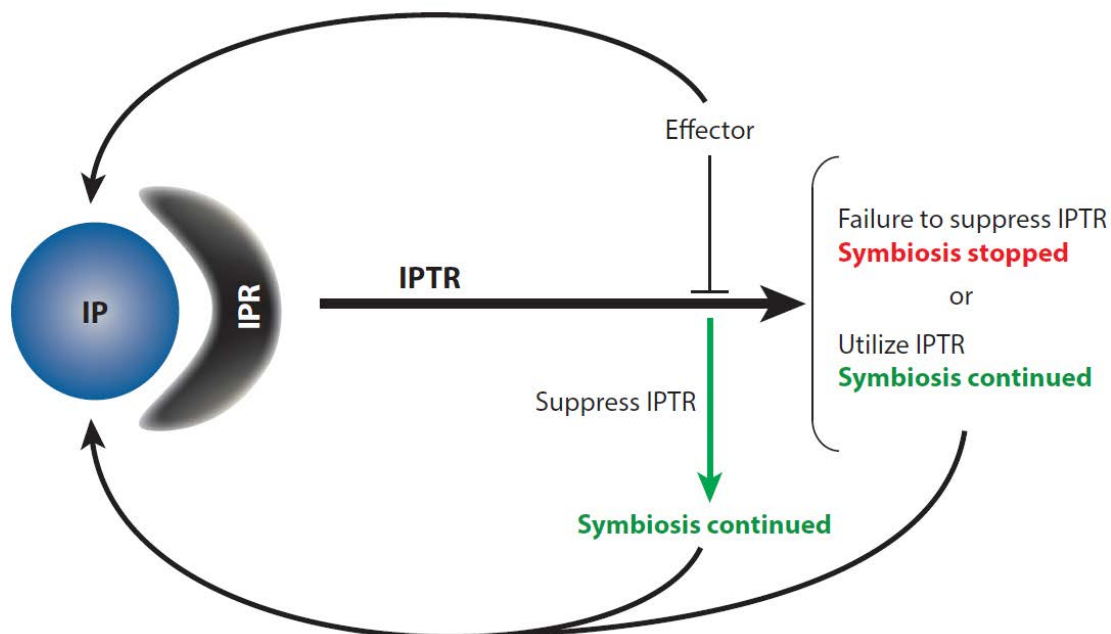 Effector
IP
IPR
IPTR
Failure to suppress IPTR
Symbiosis stopped
or
Utilize IPTR
Symbiosis continued
Suppress IPTR
Symbiosis continued